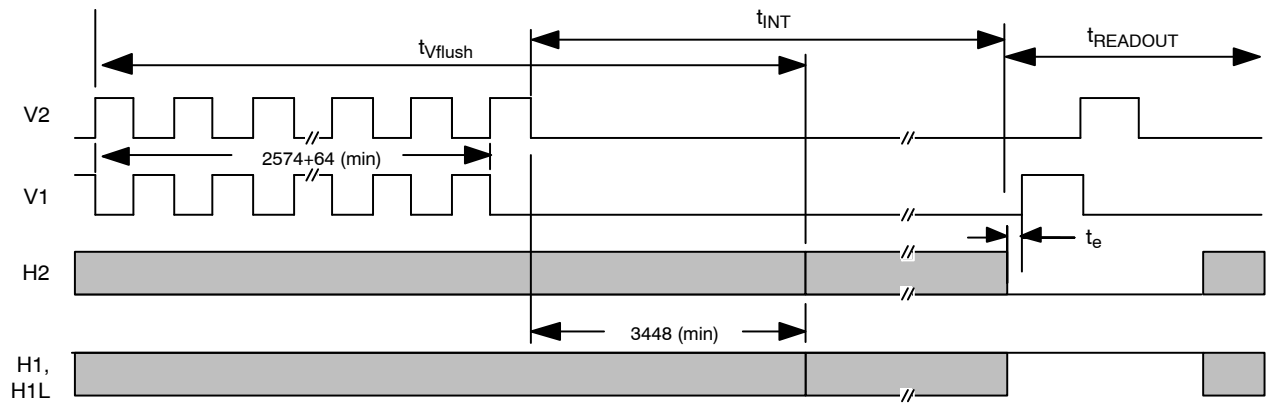 tINT
tVflush
tREADOUT
V2
2574+64 (min)
V1
te
H2
3448 (min)
H1,
H1L